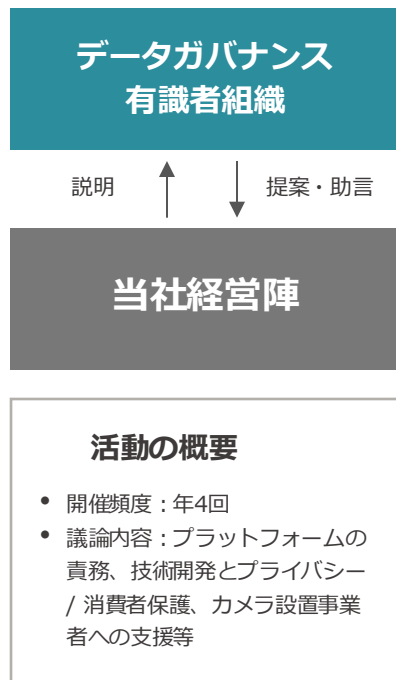 データガバナンス
有識者組織
説明
提案・助言
当社経営陣
活動の概要
• 開催頻度：年4回
• 議論内容：プラットフォームの
責務、技術開発とプライバシー
/ 消費者保護、カメラ設置事業
者への支援等